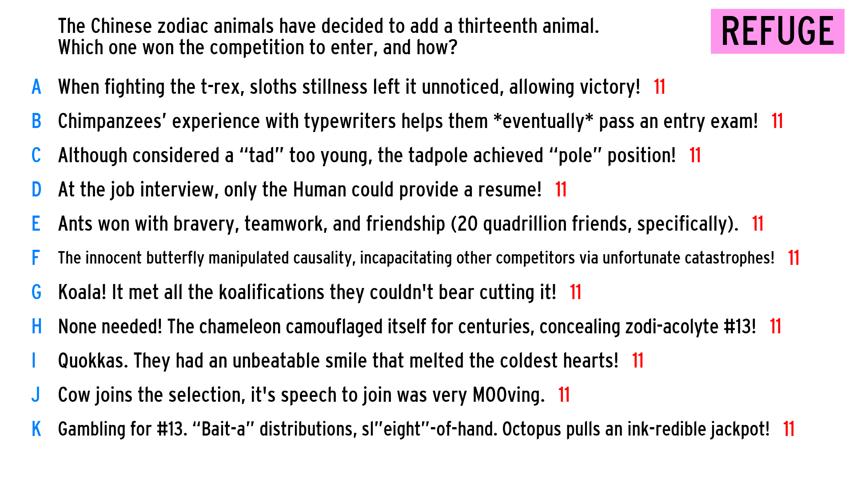 The Chinese zodiac animals have decided to add a thirteenth animal.
Which one won the competition to enter, and how?
REFUGE
A When fighting the t-rex, sloths stillness left it unnoticed, allowing victory! 11
B Chimpanzees’ experience with typewriters helps them *eventually* pass an entry exam! 11
C Although considered a “tad” too young, the tadpole achieved “pole” position! 11
D At the job interview, only the Human could provide a resume! 11
E Ants won with bravery, teamwork, and friendship (20 quadrillion friends, specifically). 11
F The innocent butterfly manipulated causality, incapacitating other competitors via unfortunate catastrophes! 11
G Koala! It met all the koalifications they couldn't bear cutting it! 11
H None needed! The chameleon camouflaged itself for centuries, concealing zodi-acolyte #13! 11
I Quokkas. They had an unbeatable smile that melted the coldest hearts! 11
J Cow joins the selection, it's speech to join was very MOOving. 11
K Gambling for #13. “Bait-a” distributions, sl”eight”-of-hand. Octopus pulls an ink-redible jackpot! 11